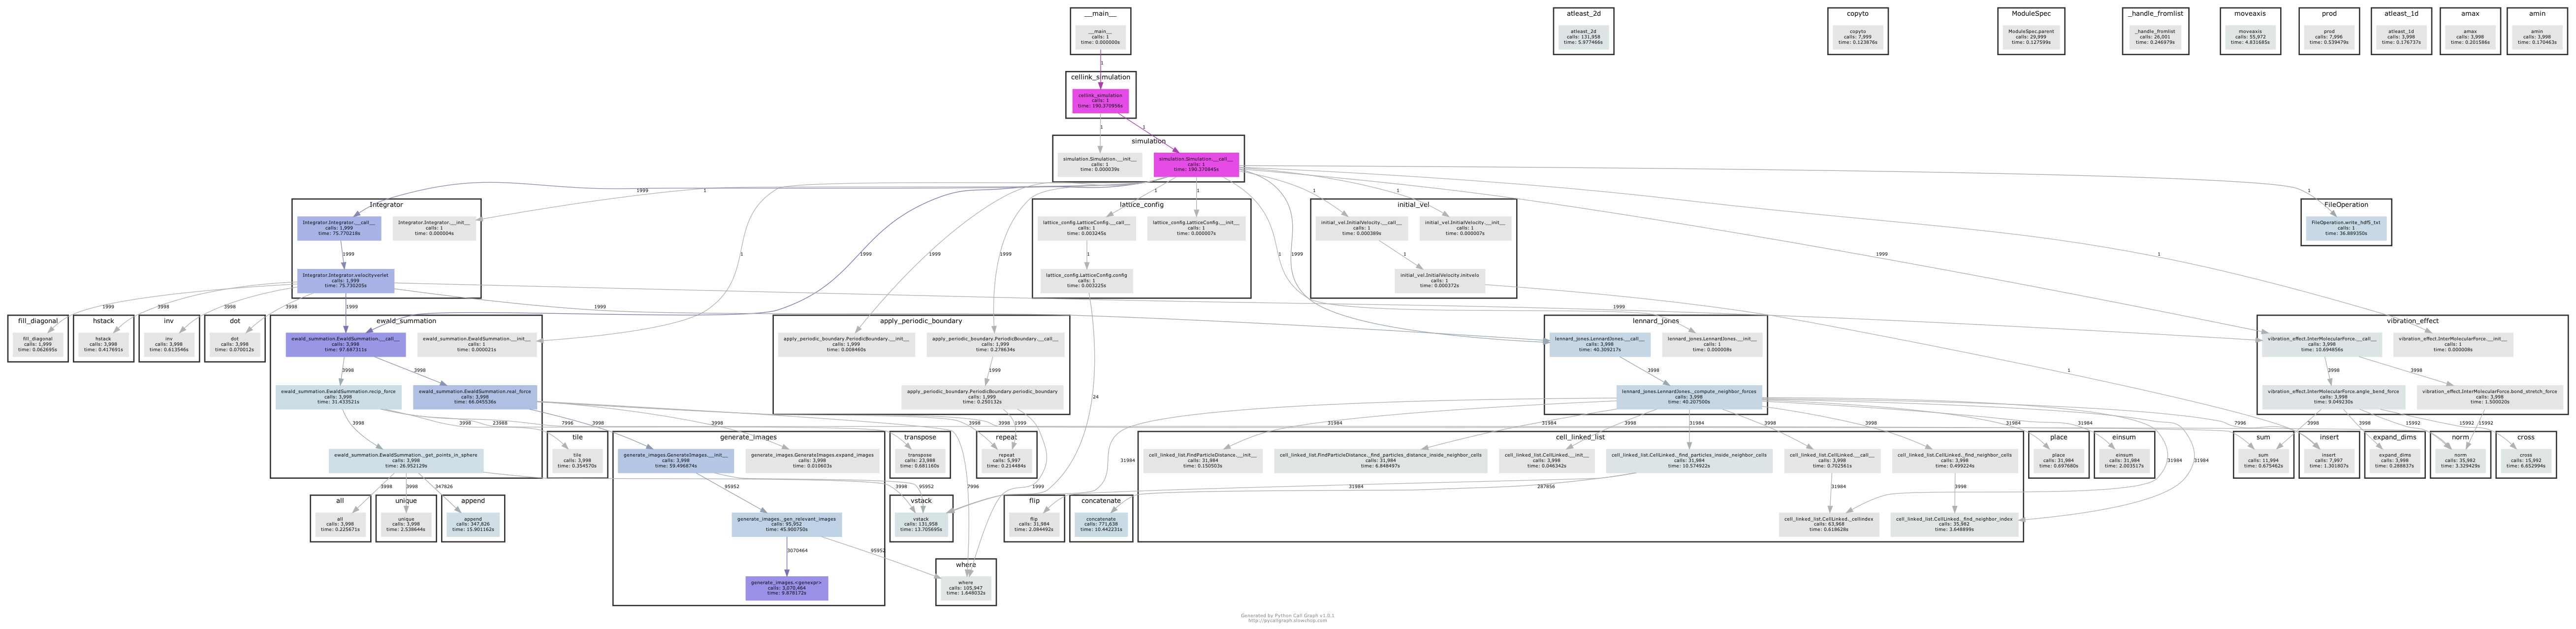 __main__
__main__
calls: 1
time: 0.000000s
atleast_2d
atleast_2d
calls: 131,958
time: 5.977466s
copyto
copyto
calls: 7,999
time: 0.123876s
ModuleSpec
ModuleSpec.parent
calls: 29,999
time: 0.127599s
_handle_fromlist
_handle_fromlist
calls: 26,001
time: 0.246979s
moveaxis
moveaxis
calls: 55,972
time: 4.831685s
prod
prod
calls: 7,996
time: 0.539479s
atleast_1d
atleast_1d
calls: 3,998
time: 0.176737s
amax
amax
calls: 3,998
time: 0.201586s
amin
amin
calls: 3,998
time: 0.170463s
1
cellink_simulation
cellink_simulation
calls: 1
time: 190.370956s
1
1
simulation
simulation.Simulation.__init__
calls: 1
time: 0.000039s
simulation.Simulation.__call__
calls: 1
time: 190.370845s
1999
1
1
1
1
1
1
Integrator
Integrator.Integrator.__call__
calls: 1,999
time: 75.770218s
Integrator.Integrator.__init__
calls: 1
time: 0.000004s
1999
Integrator.Integrator.velocityverlet
calls: 1,999
time: 75.730205s
lattice_config
lattice_config.LatticeConfig.__call__
calls: 1
time: 0.003245s
lattice_config.LatticeConfig.__init__
calls: 1
time: 0.000007s
1
lattice_config.LatticeConfig.config
calls: 1
time: 0.003225s
initial_vel
initial_vel.InitialVelocity.__call__
calls: 1
time: 0.000389s
initial_vel.InitialVelocity.__init__
calls: 1
time: 0.000007s
1
initial_vel.InitialVelocity.initvelo
calls: 1
time: 0.000372s
FileOperation
FileOperation.write_hdf5_txt
calls: 1
time: 36.889350s
1
1999
1999
1999
1
1999
1999
1
1999
3998
3998
3998
1999
1999
1999
fill_diagonal
fill_diagonal
calls: 1,999
time: 0.062695s
hstack
hstack
calls: 3,998
time: 0.417691s
inv
inv
calls: 3,998
time: 0.613546s
dot
dot
calls: 3,998
time: 0.070012s
ewald_summation
ewald_summation.EwaldSummation.__call__
calls: 3,998
time: 97.687311s
ewald_summation.EwaldSummation.__init__
calls: 1
time: 0.000021s
3998
3998
ewald_summation.EwaldSummation.recip_force
calls: 3,998
time: 31.433521s
ewald_summation.EwaldSummation.real_force
calls: 3,998
time: 66.045536s
3998
ewald_summation.EwaldSummation._get_points_in_sphere
calls: 3,998
time: 26.952129s
apply_periodic_boundary
apply_periodic_boundary.PeriodicBoundary.__init__
calls: 1,999
time: 0.008460s
apply_periodic_boundary.PeriodicBoundary.__call__
calls: 1,999
time: 0.278634s
1999
apply_periodic_boundary.PeriodicBoundary.periodic_boundary
calls: 1,999
time: 0.250132s
24
lennard_jones
lennard_jones.LennardJones.__call__
calls: 3,998
time: 40.309217s
lennard_jones.LennardJones.__init__
calls: 1
time: 0.000008s
3998
lennard_jones.LennardJones._compute_neighbor_forces
calls: 3,998
time: 40.207500s
1
vibration_effect
vibration_effect.InterMolecularForce.__call__
calls: 3,998
time: 10.694856s
vibration_effect.InterMolecularForce.__init__
calls: 1
time: 0.000008s
3998
3998
vibration_effect.InterMolecularForce.angle_bend_force
calls: 3,998
time: 9.049230s
vibration_effect.InterMolecularForce.bond_stretch_force
calls: 3,998
time: 1.500020s
3998
23988
7996
3998
3998
3998
1999
31984
31984
3998
31984
3998
3998
31984
31984
7996
3998
3998
15992
15992
15992
tile
tile
calls: 3,999
time: 0.354570s
generate_images
generate_images.GenerateImages.__init__
calls: 3,998
time: 59.496874s
generate_images.GenerateImages.expand_images
calls: 3,998
time: 0.010603s
95952
generate_images._gen_relevant_images
calls: 95,952
time: 45.900750s
3070464
generate_images.<genexpr>
calls: 3,070,464
time: 9.878172s
transpose
transpose
calls: 23,988
time: 0.681160s
repeat
repeat
calls: 5,997
time: 0.214484s
cell_linked_list
cell_linked_list.FindParticleDistance.__init__
calls: 31,984
time: 0.150503s
cell_linked_list.FindParticleDistance._find_particles_distance_inside_neighbor_cells
calls: 31,984
time: 6.848497s
cell_linked_list.CellLinked.__init__
calls: 3,998
time: 0.046342s
cell_linked_list.CellLinked._find_particles_inside_neighbor_cells
calls: 31,984
time: 10.574922s
cell_linked_list.CellLinked.__call__
calls: 3,998
time: 0.702561s
cell_linked_list.CellLinked._find_neighbor_cells
calls: 3,998
time: 0.499224s
31984
3998
31984
31984
cell_linked_list.CellLinked._cellindex
calls: 63,968
time: 0.618628s
cell_linked_list.CellLinked._find_neighbor_index
calls: 35,982
time: 3.648899s
place
place
calls: 31,984
time: 0.697680s
einsum
einsum
calls: 31,984
time: 2.003517s
sum
sum
calls: 11,994
time: 0.675462s
insert
insert
calls: 7,997
time: 1.301807s
expand_dims
expand_dims
calls: 3,998
time: 0.288837s
norm
norm
calls: 35,982
time: 3.329429s
cross
cross
calls: 15,992
time: 6.652994s
3998
3998
347826
3998
95952
7996
1999
31984
31984
287856
all
all
calls: 3,998
time: 0.225671s
unique
unique
calls: 3,998
time: 2.538644s
append
append
calls: 347,826
time: 15.901162s
vstack
vstack
calls: 131,958
time: 13.705695s
flip
flip
calls: 31,984
time: 2.084492s
concatenate
concatenate
calls: 771,638
time: 10.442231s
95952
where
where
calls: 105,947
time: 1.648032s
Generated by Python Call Graph v1.0.1
http://pycallgraph.slowchop.com